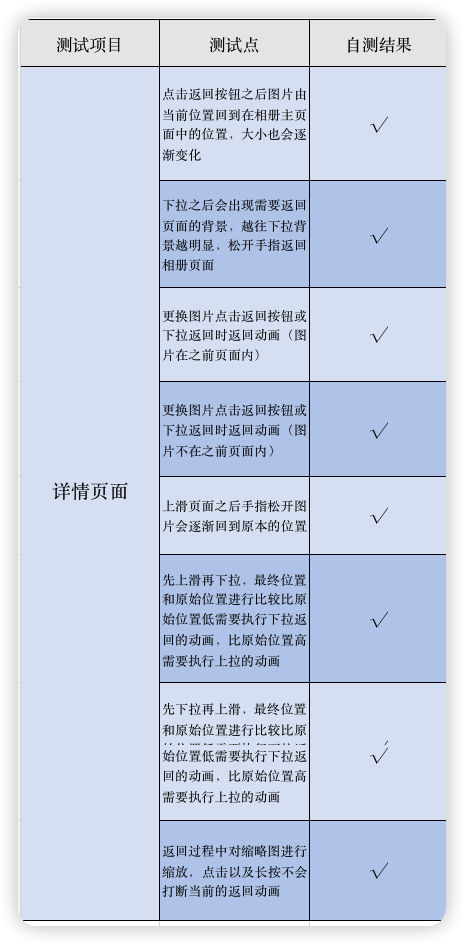 测试项目
测试点
自测结果
详情页面
点击返回按钮之后图片由
当前位置回到在相册主页
面中的位置，大小也会逐
渐变化
√
下拉之后会出现需要返回
页面的背景，越往下拉背
景越明显，松开手指返回
相册页面
√
更换图片点击返回按钮或
下拉返回时返回动画（图
片在之前页面内）
√
更换图片点击返回按钮或
下拉返回时返回动画（图
片不在之前页面内）
√
上滑页面之后手指松开图
片会逐渐回到原本的位置
√
先上滑再下拉，最终位置
和原始位置进行比较比原
始位置低需要执行下拉返
回的动画，比原始位置高
需要执行上拉的动画
√
先下拉再上滑，最终位置
和原始位置进行比较比原
始位置低需要执行下拉返
回的动画，比原始位置高
需要执行上拉的动画
√
返回过程中对缩略图进行
缩放，点击以及长按不会
打断当前的返回动画
√